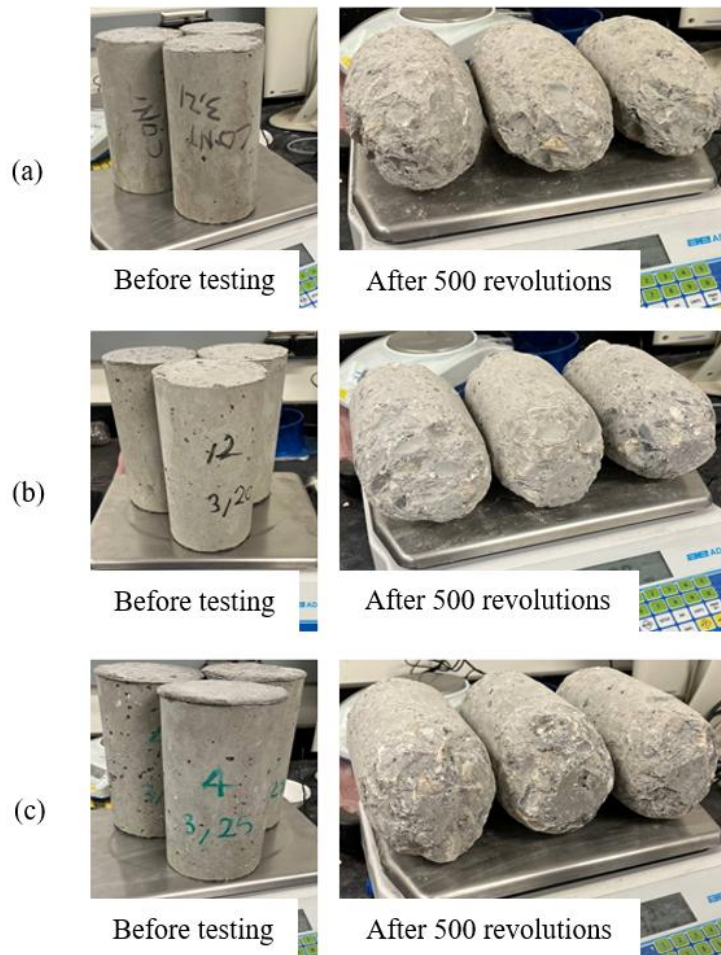 (a)
CONT
3,21
CON
Before testing
After 500 revolutions
(b)
12
3,20
Before testing
After 500 revolutions
(c)
4
3,25
Before testing
After 500 revolutions